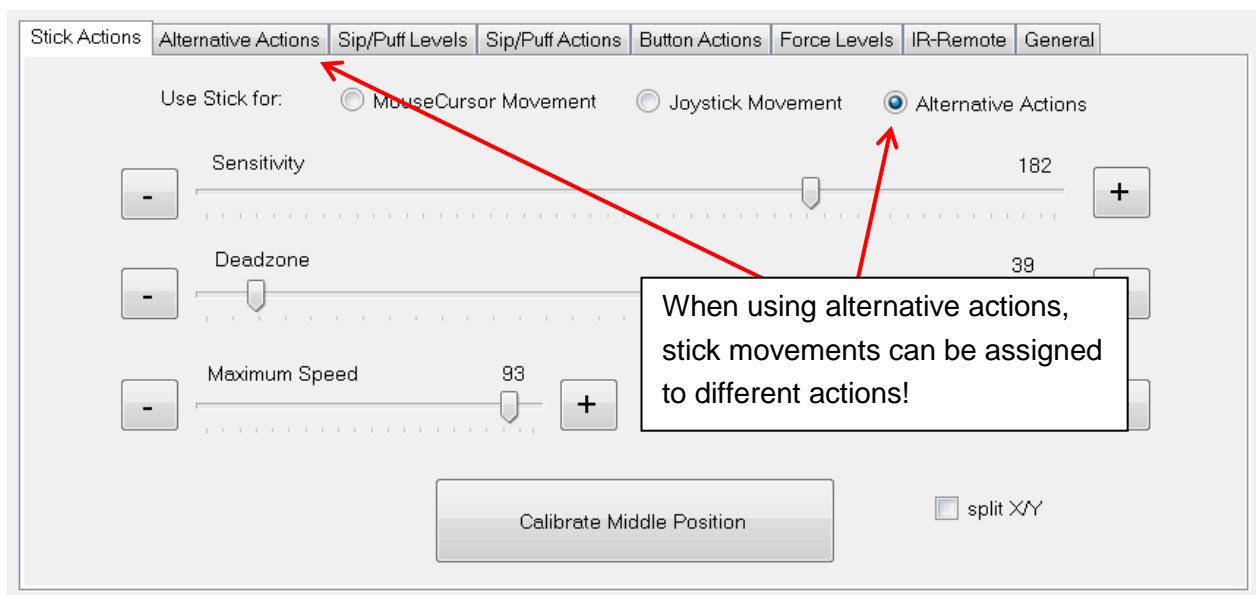 Stick Actions Alternative Actions Sip/Puff Levels Sip/Puff Actions Button Actions Force Levels IR-Remote General
Use Stick for: MouseCursor Movement Joystick Movement Alternative Actions
Sensitivity 182
- +
Deadzone 39
-
When using alternative actions,
stick movements can be assigned
to different actions!
Maximum Speed 93
- +
Calibrate Middle Position split X/Y